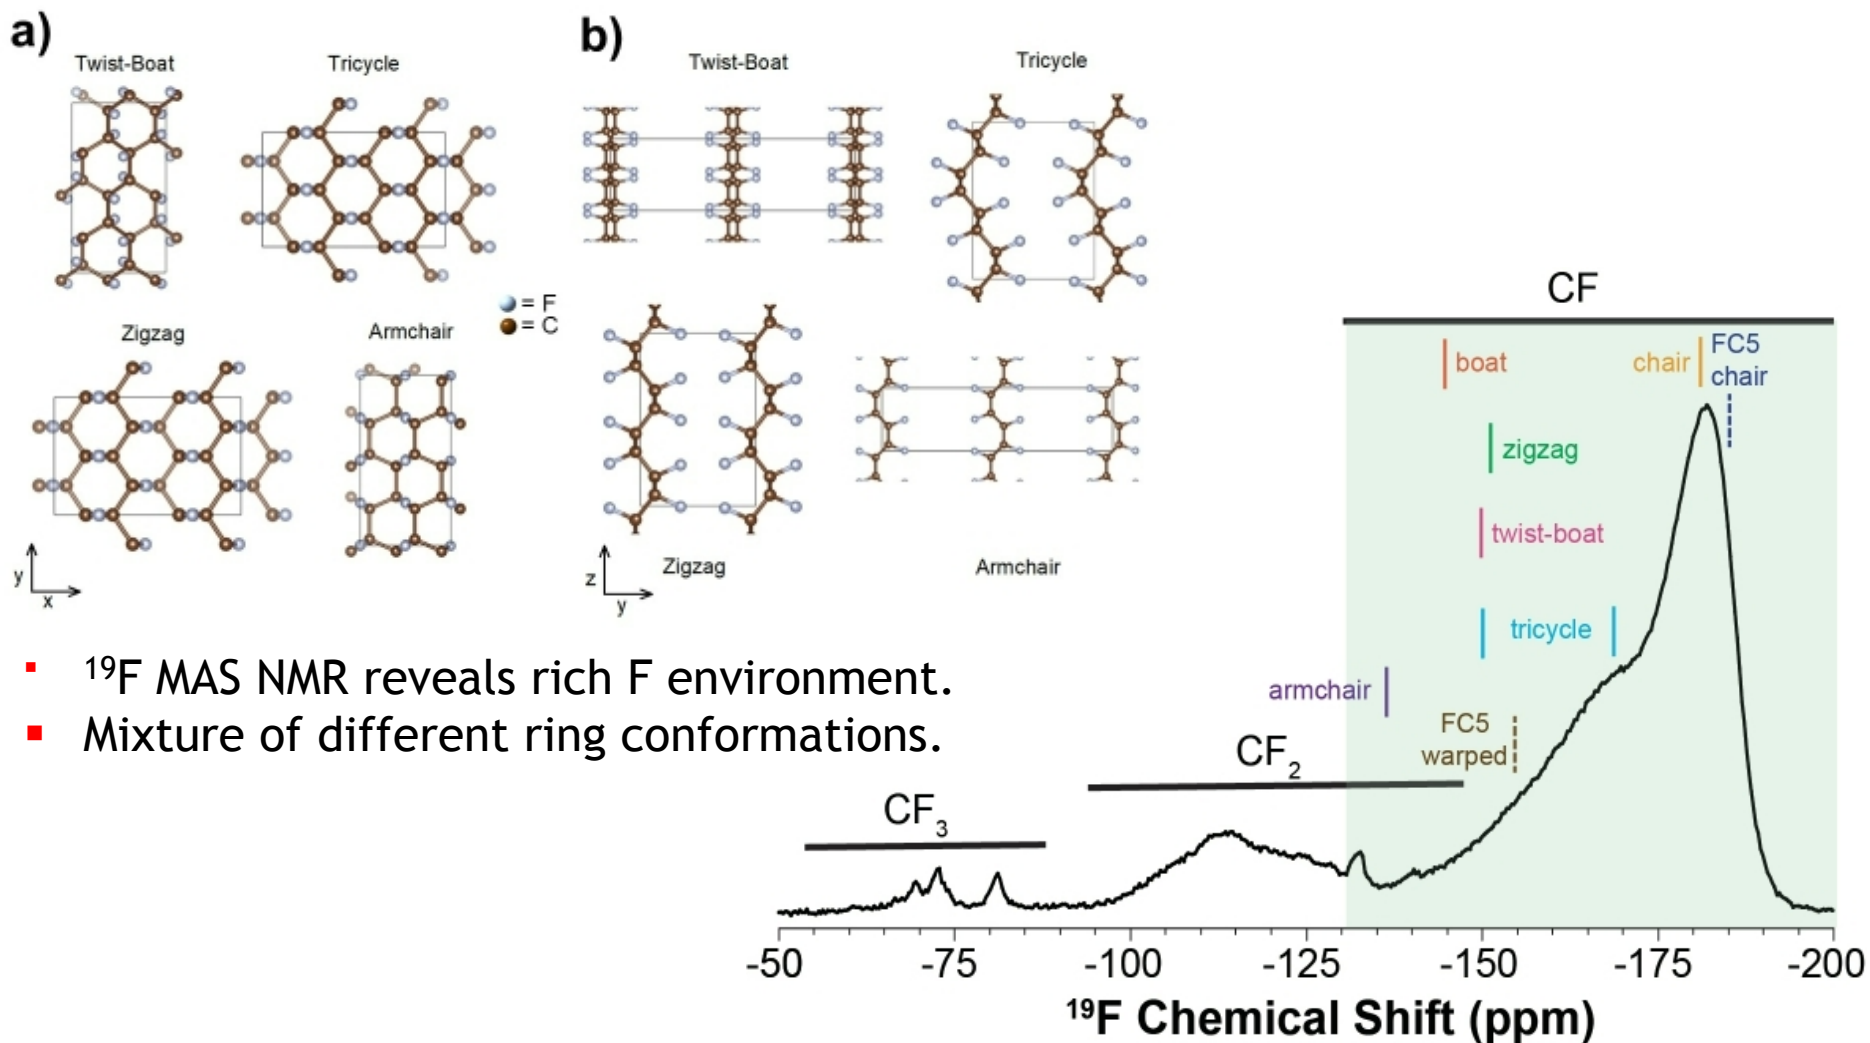 a)
Twist-Boat
Tricycle
Zigzag
Armchair
= F
= C
y
x
b)
Twist-Boat
Tricycle
Zigzag
Armchair
z
y
▪ ¹⁹F MAS NMR reveals rich F environment.
▪ Mixture of different ring conformations.
CF
boat
chair
FC5
chair
zigzag
twist-boat
tricycle
armchair
FC5
warped
CF₂
CF₃
-50 -75 -100 -125 -150 -175 -200
¹⁹F Chemical Shift (ppm)